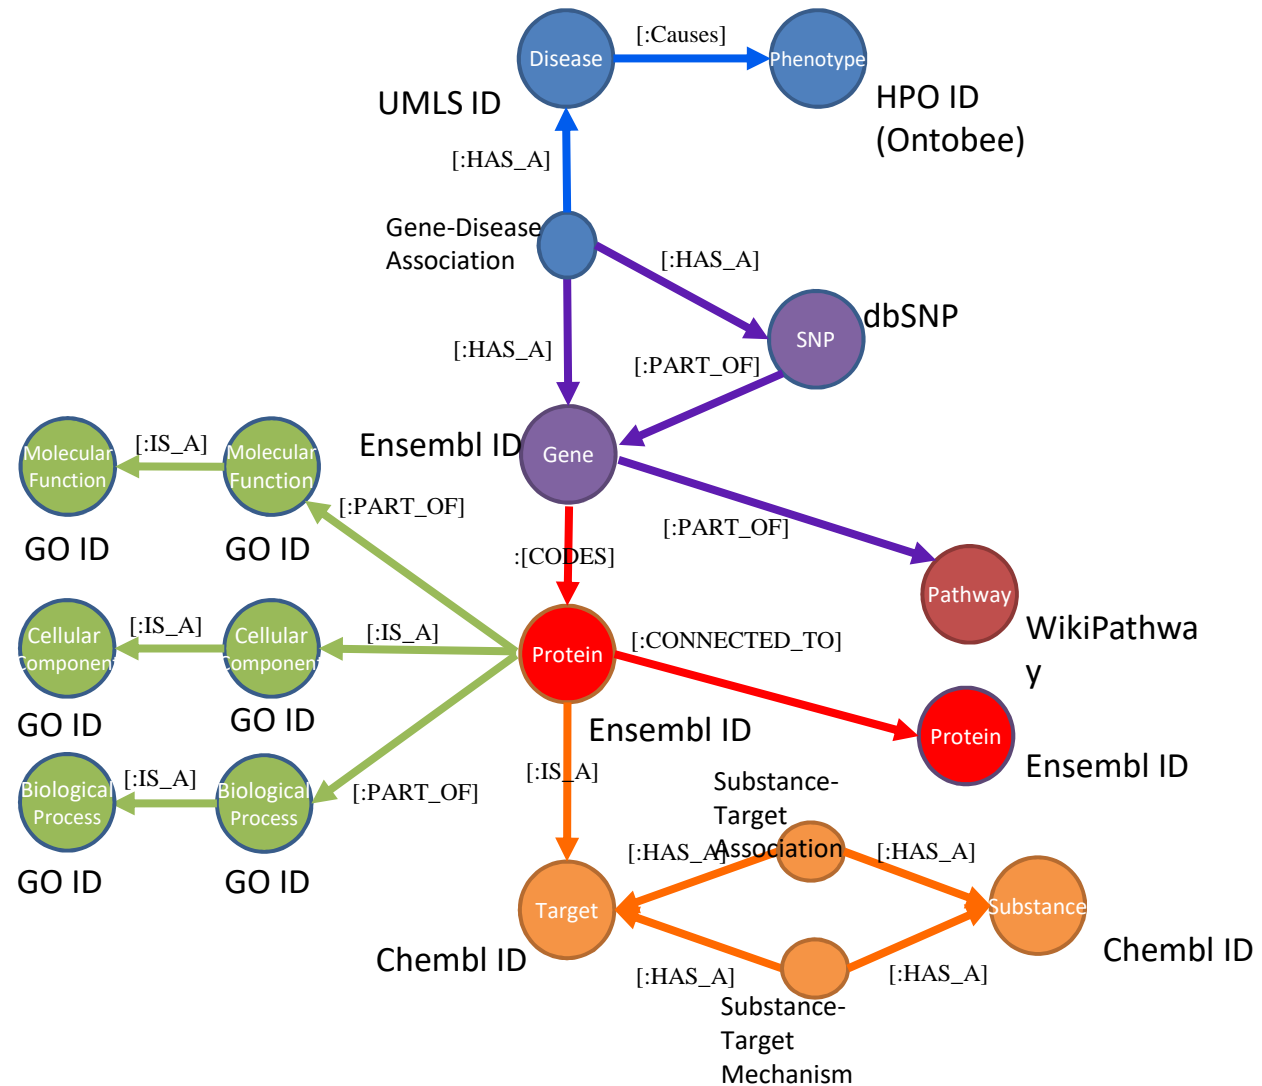 [:Causes]
Disease
Phenotype
UMLS ID
HPO ID
(Ontobee)
[:HAS_A]
Gene-Disease
Association
[:HAS_A]
dbSNP
SNP
[:HAS_A]
[:PART_OF]
Ensembl ID
Gene
[:IS_A]
Molecular
Function
Molecular
Function
[:PART_OF]
[:PART_OF]
GO ID
GO ID
:[CODES]
Pathway
WikiPathwa
y
[:IS_A]
[:IS_A]
[:CONNECTED_TO]
Cellular
Component
Cellular
Component
Protein
GO ID
GO ID
Ensembl ID
Protein
Ensembl ID
[:IS_A]
[:IS_A]
[:PART_OF]
Biological
Process
Biological
Process
GO ID
GO ID
Substance-
Target
Association
[:HAS_A]
[:HAS_A]
Target
Substance
Chembl ID
Chembl ID
[:HAS_A]
[:HAS_A]
Substance-
Target
Mechanism